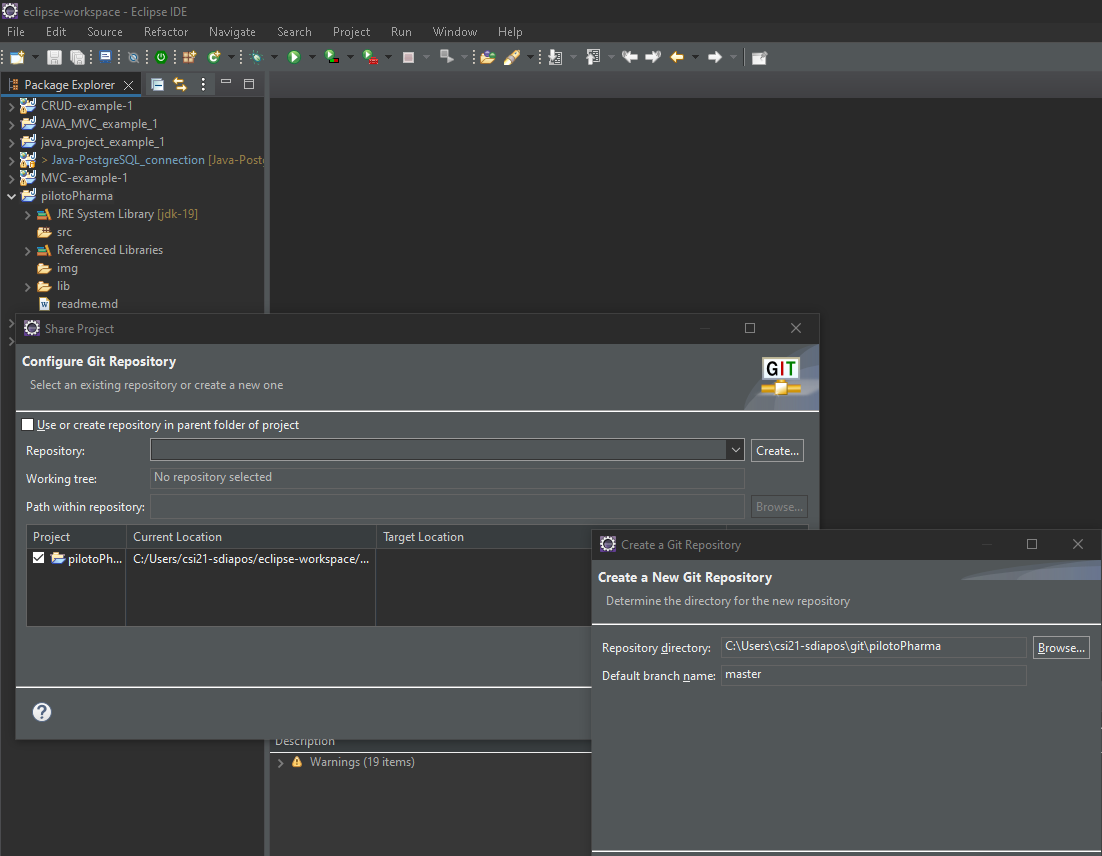 eclipse-workspace - Eclipse IDE
File Edit Source Refactor Navigate Search Project Run Window Help
Package Explorer
CRUD-example-1
JAVA_MVC_example_1
java_project_example_1
> Java-PostgreSQL_connection [Java-Postg
MVC-example-1
pilotoPharma
JRE System Library [jdk-19]
src
Referenced Libraries
img
lib
readme.md
Share Project
Configure Git Repository
Select an existing repository or create a new one
GIT
Use or create repository in parent folder of project
Repository: Create...
Working tree: No repository selected
Path within repository: Browse...
Project Current Location Target Location
pilotoPh... C:/Users/csi21-sdiapos/eclipse-workspace/...
Create a Git Repository
Create a New Git Repository
Determine the directory for the new repository
Repository directory: C:\Users\csi21-sdiapos\git\pilotoPharma Browse...
Default branch name: master
Description
Warnings (19 items)